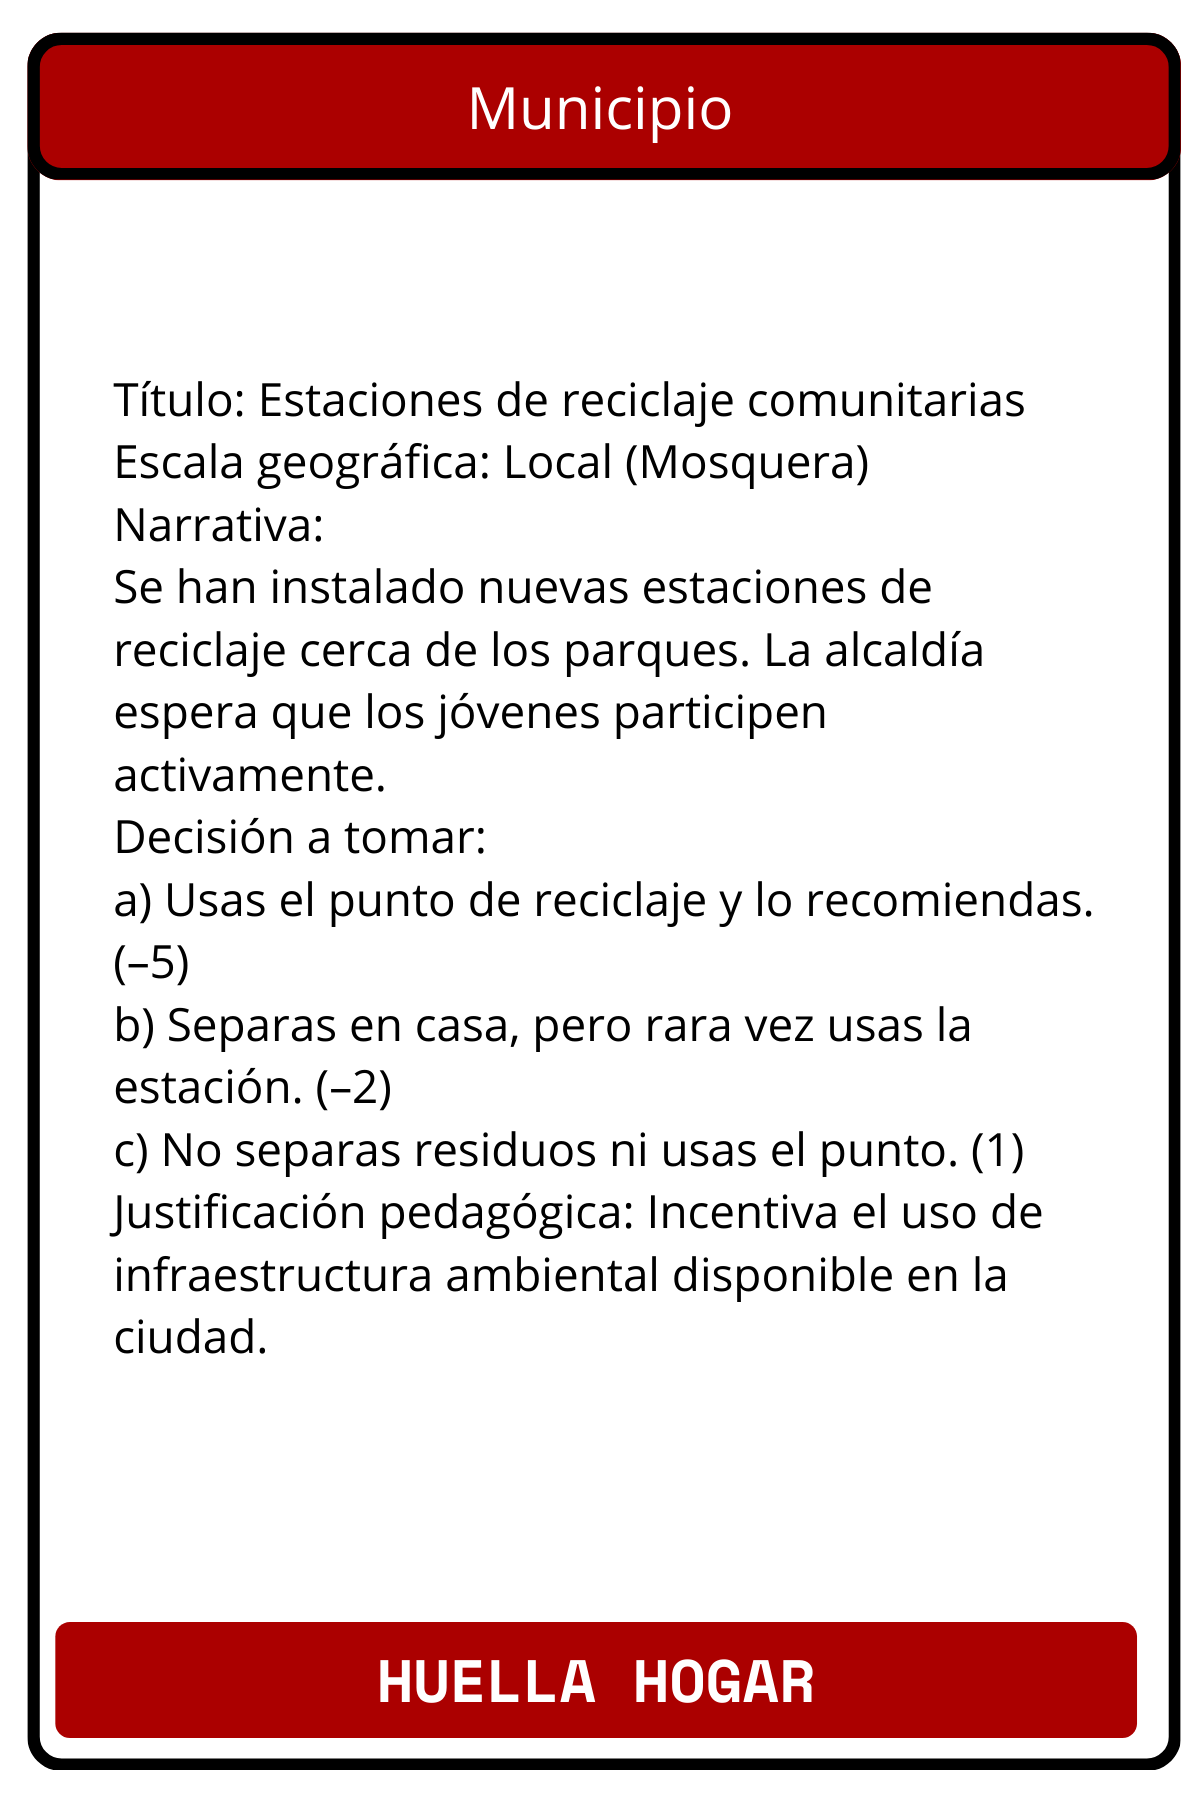 Municipio
Título: Estaciones de reciclaje comunitarias
Escala geográfica: Local (Mosquera)
Narrativa:
Se han instalado nuevas estaciones de
reciclaje cerca de los parques. La alcaldía
espera que los jóvenes participen
activamente.
Decisión a tomar:
a) Usas el punto de reciclaje y lo recomiendas.
(–5)
b) Separas en casa, pero rara vez usas la
estación. (–2)
c) No separas residuos ni usas el punto. (1)
Justificación pedagógica: Incentiva el uso de
infraestructura ambiental disponible en la
ciudad.
HUELLA HOGAR